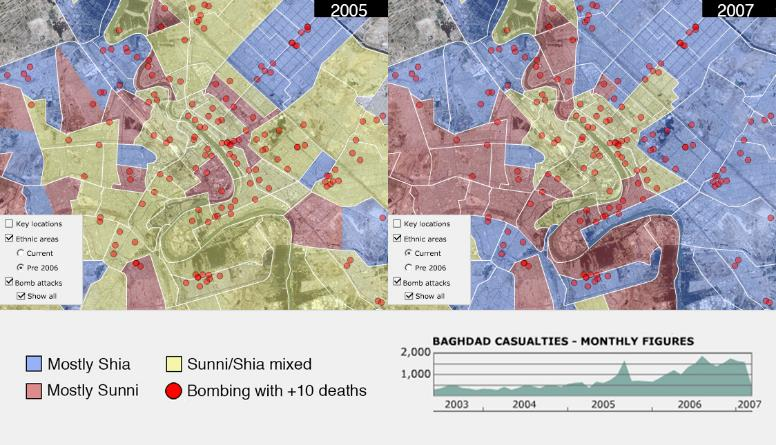 2005
2007
Key locations
Ethnic areas
Current
Pre 2006
Bomb attacks
Show all
Key locations
Ethnic areas
Current
Pre 2006
Bomb attacks
Show all
Mostly Shia
Sunni/Shia mixed
Mostly Sunni
Bombing with +10 deaths
BAGHDAD CASUALTIES - MONTHLY FIGURES
2,000
1,000
2003 2004 2005 2006 2007